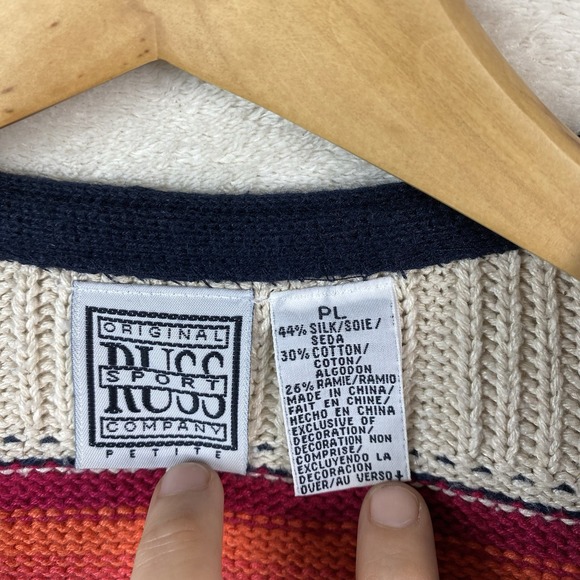 ORIGINAL
RUSS
SPORT
COMPANY
PETITE
PL
44% SILK/SOIE/
SEDA
30% COTTON/
COTON/
ALGODON
26% RAMIE/RAMIO
MADE IN CHINA/
FAIT EN CHINE/
HECHO EN CHINA
EXCLUSIVE OF
DECORATION/
DECORATION NON
COMPRISE/
EXCLUYENDO LA
DECORACION
OVER/AU VERSO